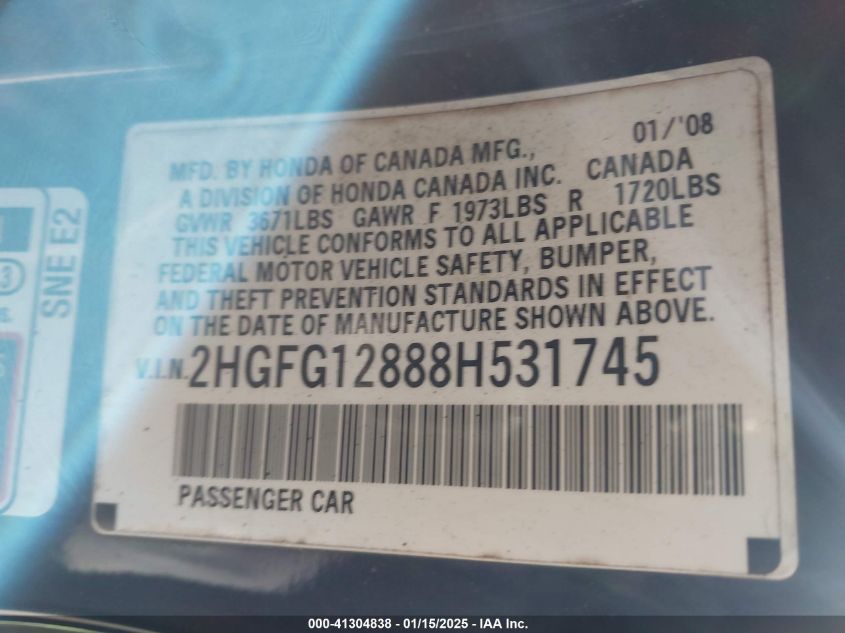 01/'08
MFD. BY HONDA OF CANADA MFG.,
A DIVISION OF HONDA CANADA INC. CANADA
GVWR 3671LBS GAWR F 1973LBS R 1720LBS
THIS VEHICLE CONFORMS TO ALL APPLICABLE
FEDERAL MOTOR VEHICLE SAFETY, BUMPER,
AND THEFT PREVENTION STANDARDS IN EFFECT
ON THE DATE OF MANUFACTURE SHOWN ABOVE.
V.I.N. 2HGFG12888H531745
PASSENGER CAR
SNE E2
3
000-41304838 - 01/15/2025 - IAA Inc.